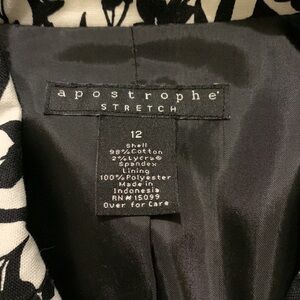 apostrophe®
STRETCH
12
Shell
98%Cotton
2%Lycra®
Spandex
Lining
100%Polyester
Made in
Indonesia
RN# 15099
Over for Care